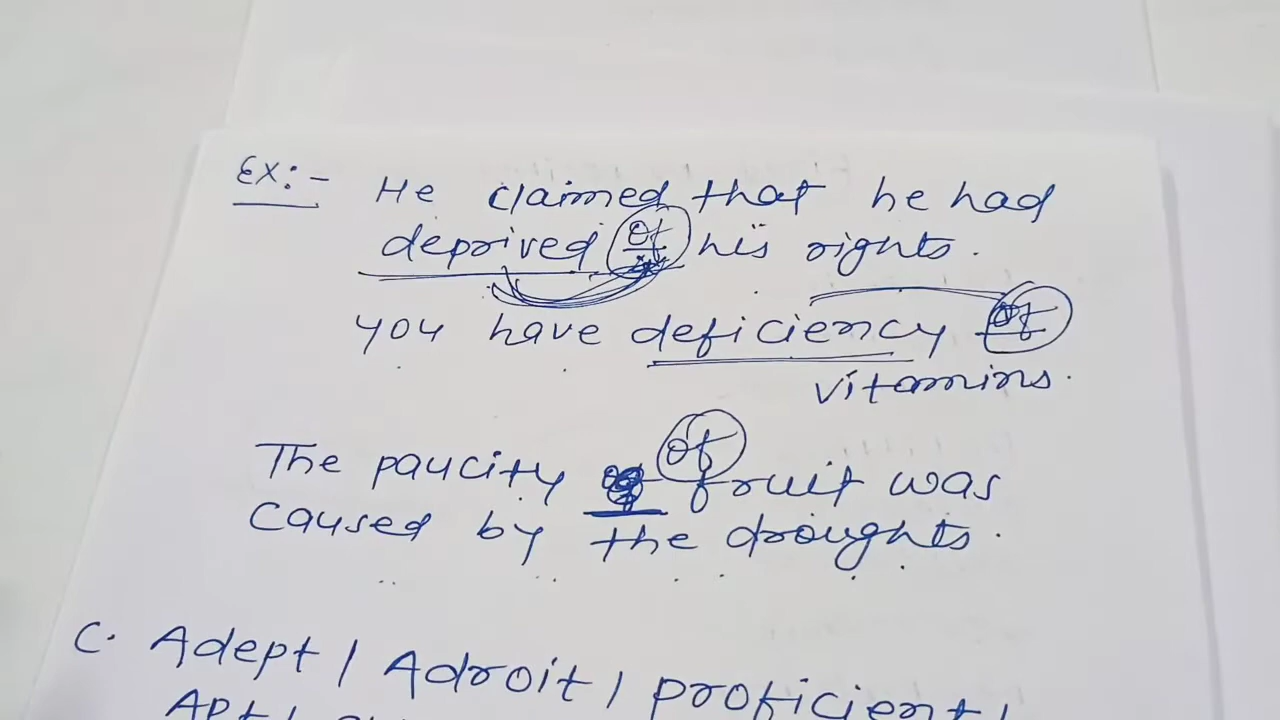 Ex:- He claimed that he had
deprived of his rights.
you have deficiency of
vitamins.
The paucity of fruit was
caused by the droughts.
C. Adept / Adroit / proficient /
Apt /